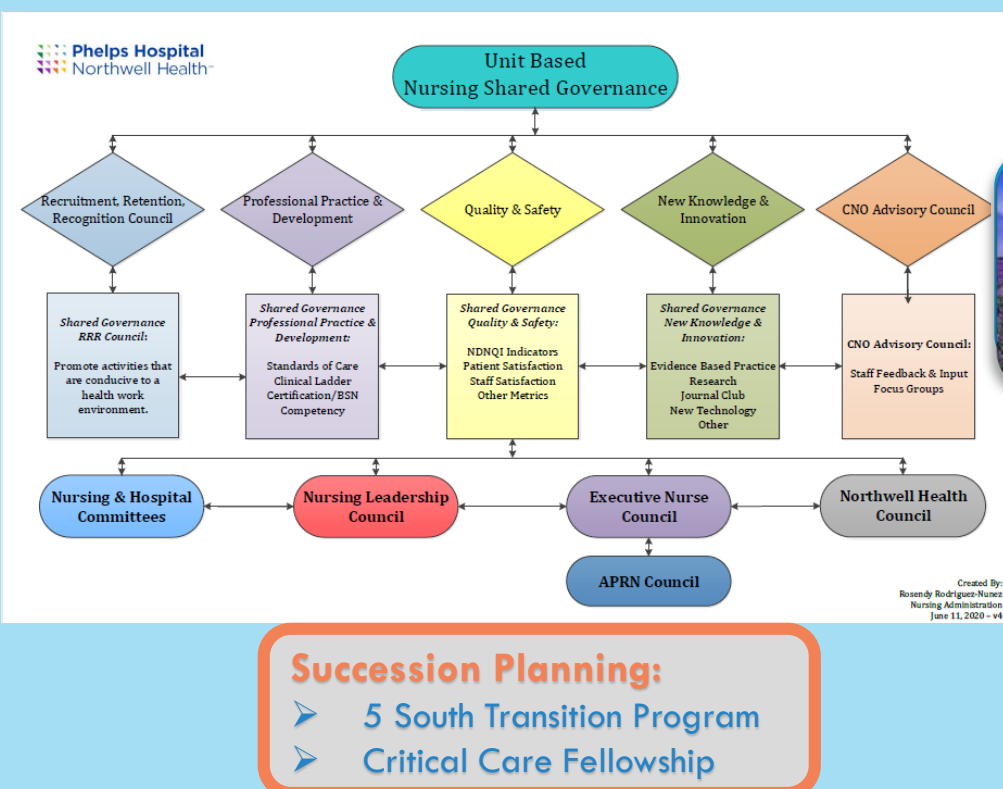 Phelps Hospital
Northwell Health
Unit Based
Nursing Shared Governance
Recruitment, Retention,
Recognition Council
Professional Practice &
Development
Quality & Safety
New Knowledge &
Innovation
CNO Advisory Council
Shared Governance
RRR Council:
Promote activities that
are conducive to a
health work
environment.
Shared Governance
Professional Practice &
Development:
Standards of Care
Clinical Ladder
Certification/BSN
Competency
Shared Governance
Quality & Safety:
NDNQI Indicators
Patient Satisfaction
Staff Satisfaction
Other Metrics
Shared Governance
New Knowledge &
Innovation:
Evidence Based Practice
Research
Journal Club
New Technology
Other
CNO Advisory Council:
Staff Feedback & Input
Focus Groups
Nursing & Hospital
Committees
Nursing Leadership
Council
Executive Nurse
Council
Northwell Health
Council
APRN Council
Created By:
Rosendy Rodriguez-Nunez
Nursing Administration
June 11, 2020 – v4
Succession Planning:
➢ 5 South Transition Program
➢ Critical Care Fellowship